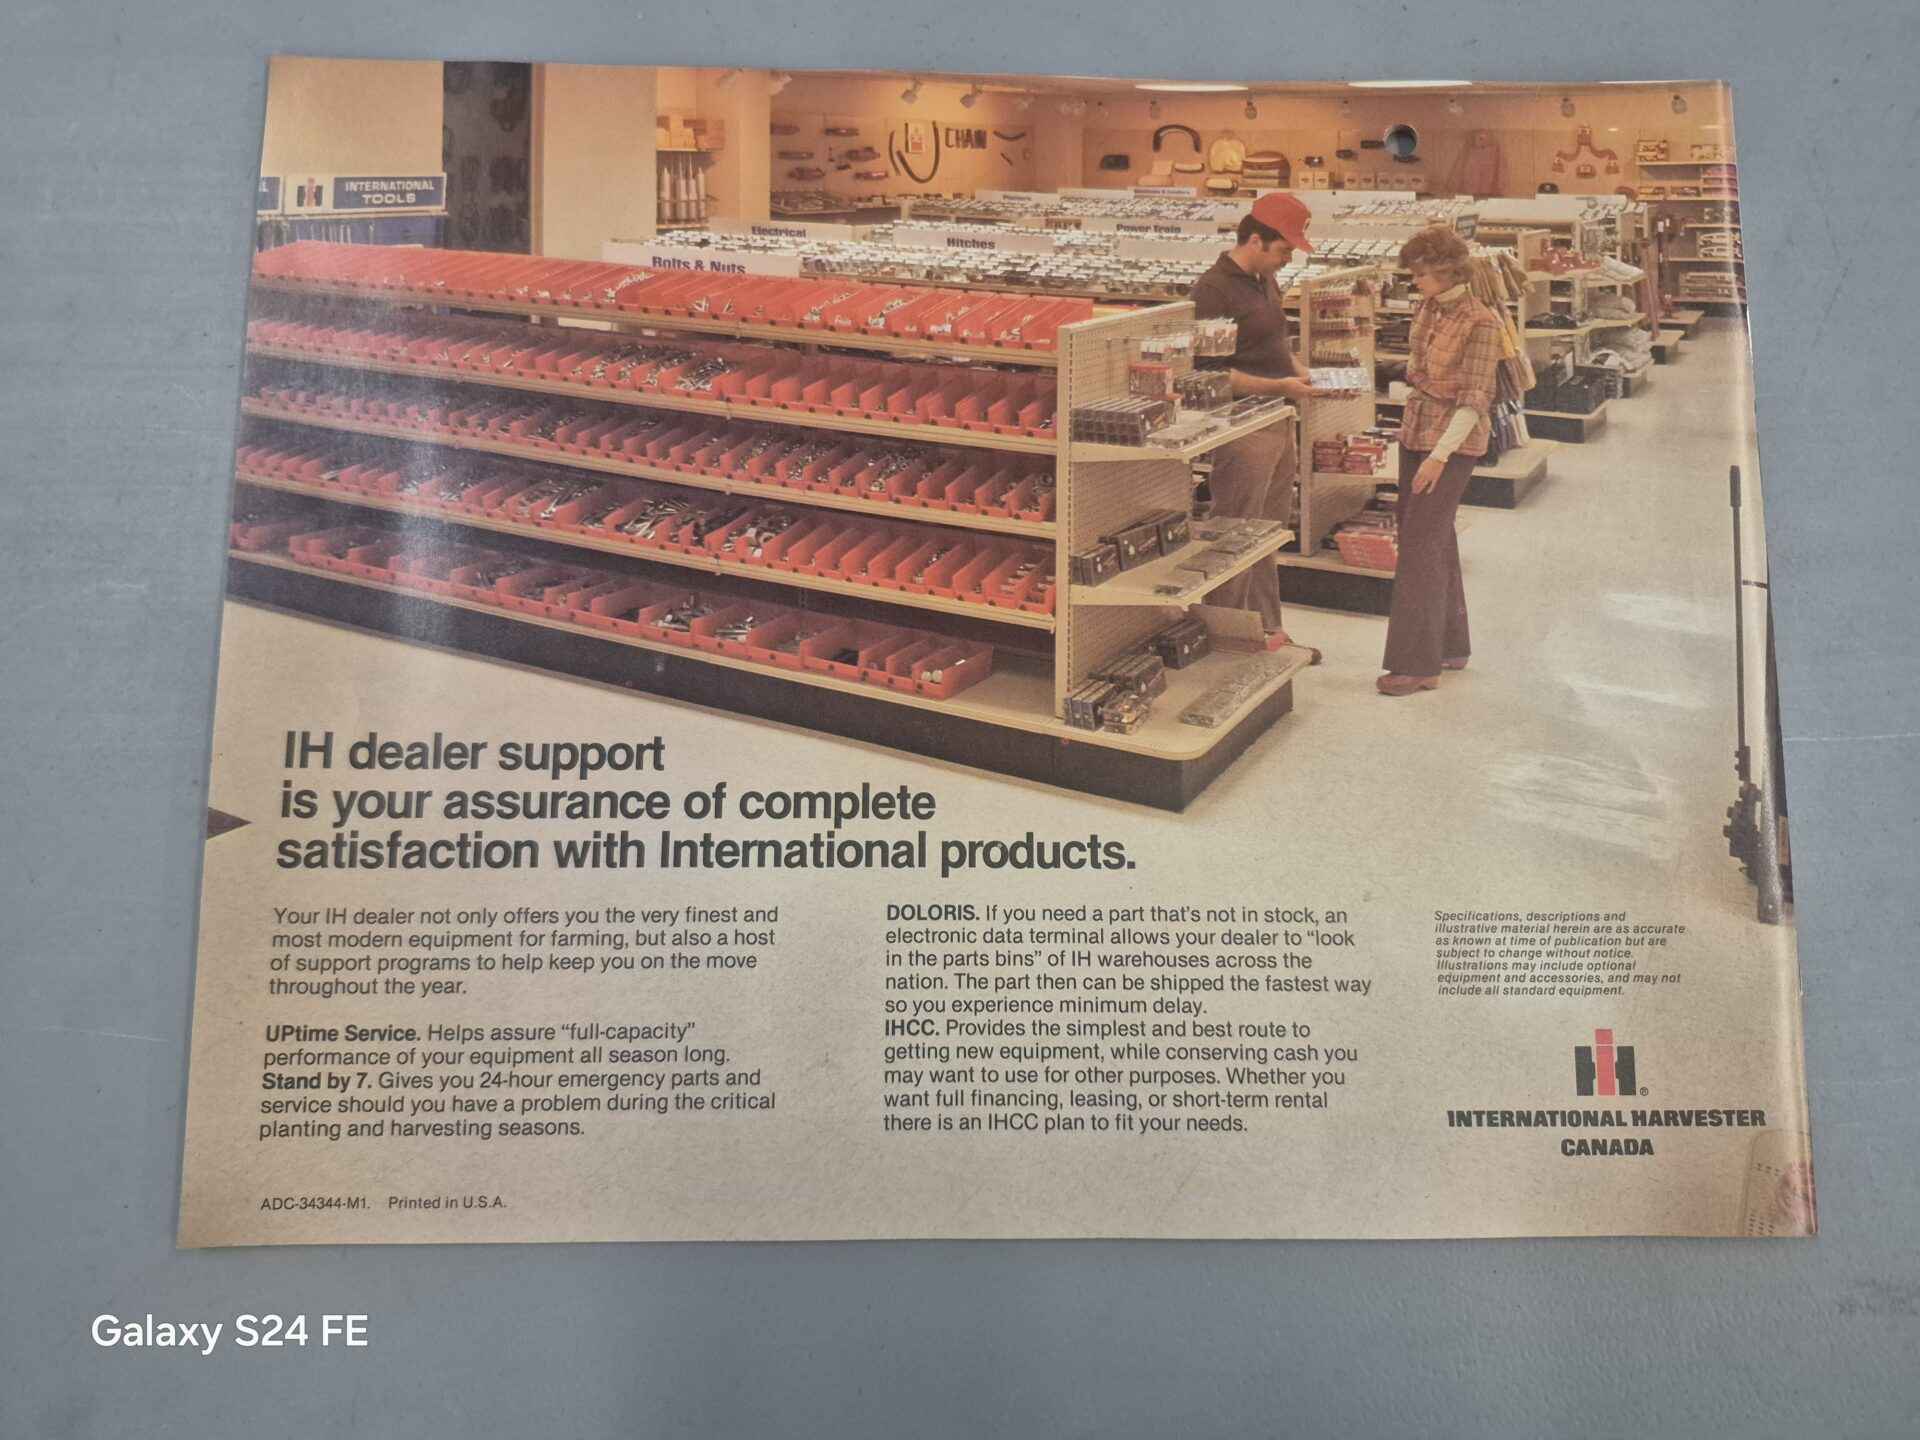 CHAIN
INTERNATIONAL
TOOLS
Electrical
Hitches
Power Train
Bolts & Nuts
IH dealer support
is your assurance of complete
satisfaction with International products.
Your IH dealer not only offers you the very finest and
most modern equipment for farming, but also a host
of support programs to help keep you on the move
throughout the year.
UPtime Service. Helps assure “full-capacity”
performance of your equipment all season long.
Stand by 7. Gives you 24-hour emergency parts and
service should you have a problem during the critical
planting and harvesting seasons.
DOLORIS. If you need a part that’s not in stock, an
electronic data terminal allows your dealer to “look
in the parts bins” of IH warehouses across the
nation. The part then can be shipped the fastest way
so you experience minimum delay.
IHCC. Provides the simplest and best route to
getting new equipment, while conserving cash you
may want to use for other purposes. Whether you
want full financing, leasing, or short-term rental
there is an IHCC plan to fit your needs.
Specifications, descriptions and
illustrative material herein are as accurate
as known at time of publication but are
subject to change without notice.
Illustrations may include optional
equipment and accessories, and may not
include all standard equipment.
IH®
INTERNATIONAL HARVESTER
CANADA
ADC-34344-M1. Printed in U.S.A.
Galaxy S24 FE